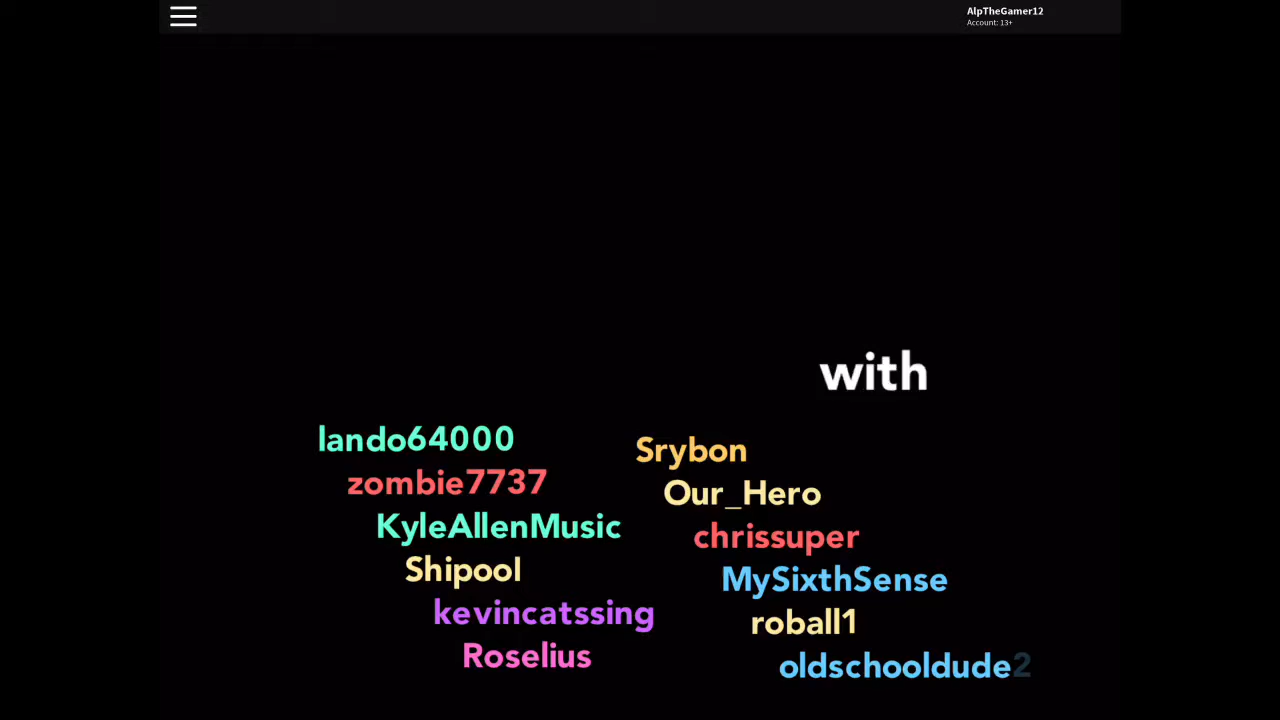 AlpTheGamer12
Account: 13+
with
lando64000
zombie7737
KyleAllenMusic
Shipool
kevincatssing
Roselius
Srybon
Our_Hero
chrissuper
MySixthSense
roball1
oldschooldude2